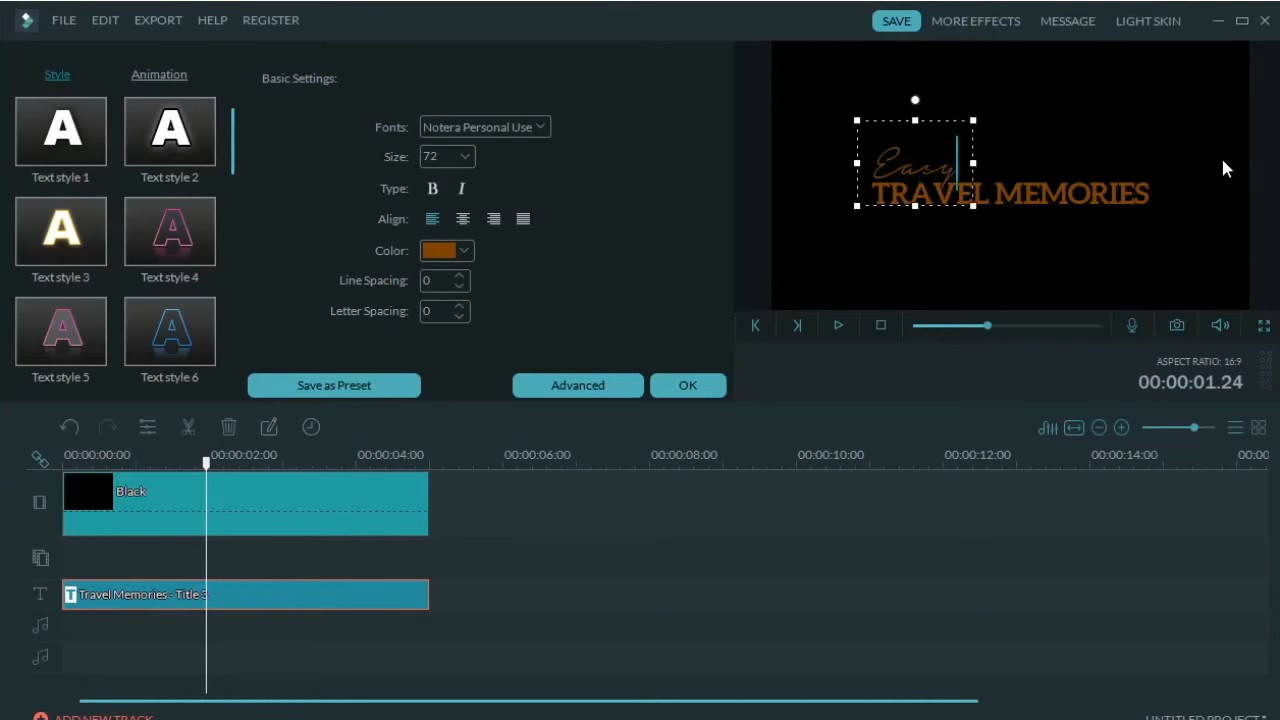 FILE EDIT EXPORT HELP REGISTER SAVE MORE EFFECTS MESSAGE LIGHT SKIN
Style Animation
Basic Settings:
A A
Text style 1 Text style 2
A A
Text style 3 Text style 4
A A
Text style 5 Text style 6
Fonts: Notera Personal Use
Size: 72
Type: B I
Align:
Color:
Line Spacing: 0
Letter Spacing: 0
Save as Preset Advanced OK
Easy
TRAVEL MEMORIES
ASPECT RATIO: 16:9
00:00:01.24
00:00:00:00 00:00:02:00 00:00:04:00 00:00:06:00 00:00:08:00 00:00:10:00 00:00:12:00 00:00:14:00 00:00
Black
T
T Travel Memories - Title 3
ADD NEW TRACK
UNTITLED PROJECT*